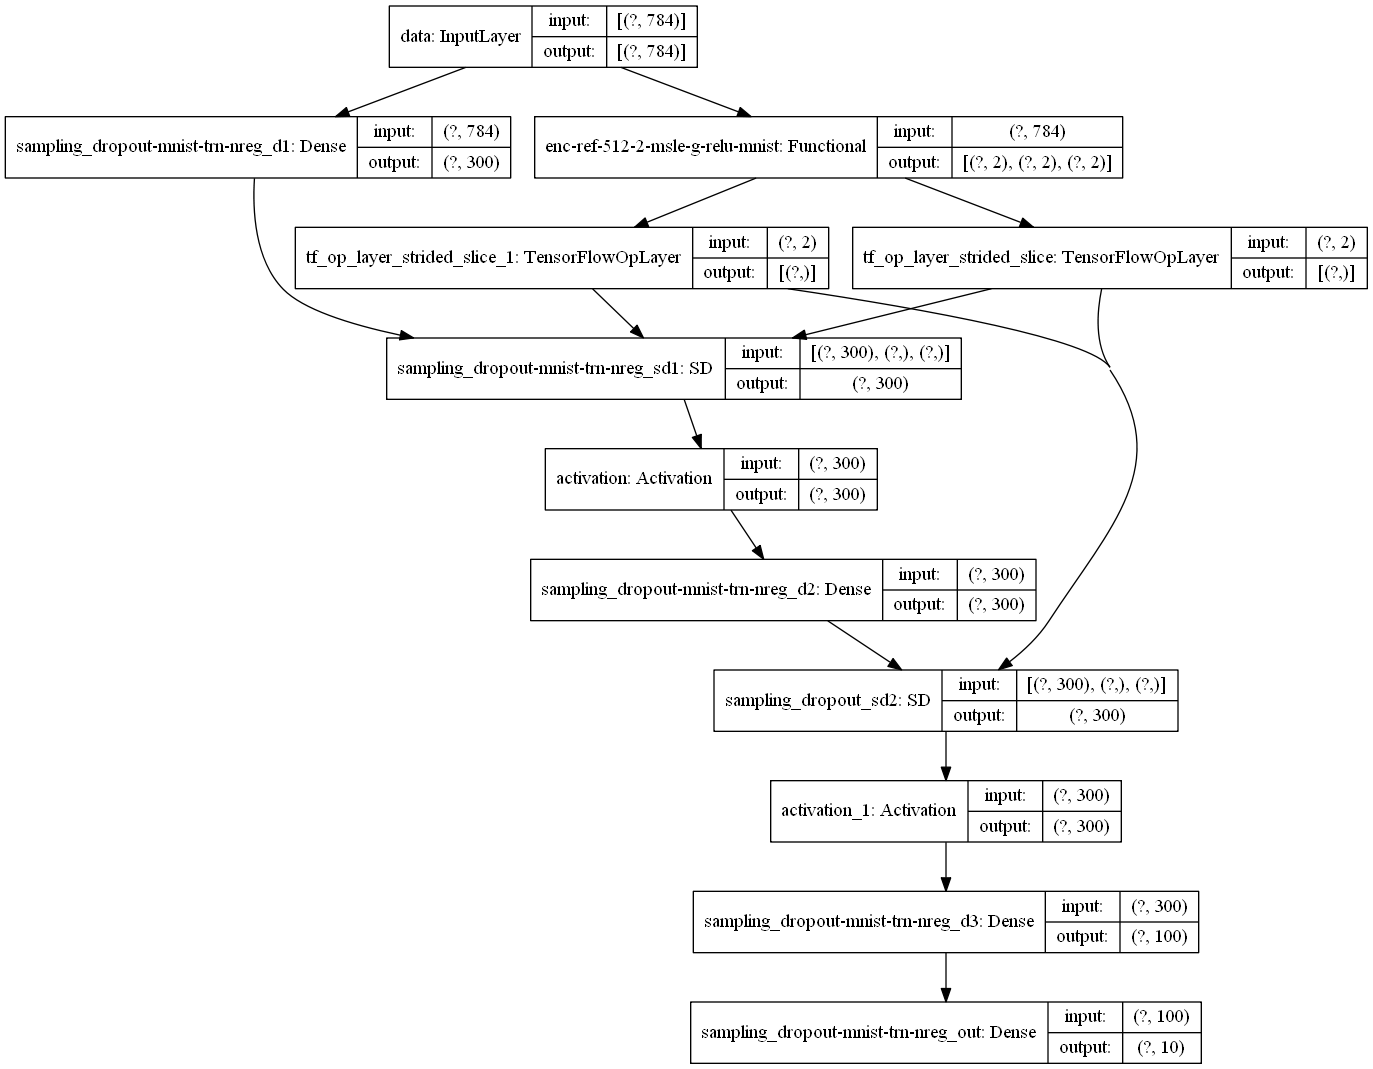 data: InputLayer
input:
[(?, 784)]
output:
[(?, 784)]
sampling_dropout-mnist-trn-nreg_d1: Dense
input:
(?, 784)
output:
(?, 300)
enc-ref-512-2-msle-g-relu-mnist: Functional
input:
(?, 784)
output:
[(?, 2), (?, 2), (?, 2)]
tf_op_layer_strided_slice_1: TensorFlowOpLayer
input:
(?, 2)
output:
[(?,)]
tf_op_layer_strided_slice: TensorFlowOpLayer
input:
(?, 2)
output:
[(?,)]
sampling_dropout-mnist-trn-nreg_sd1: SD
input:
[(?, 300), (?,), (?,)]
output:
(?, 300)
activation: Activation
input:
(?, 300)
output:
(?, 300)
sampling_dropout-mnist-trn-nreg_d2: Dense
input:
(?, 300)
output:
(?, 300)
sampling_dropout_sd2: SD
input:
[(?, 300), (?,), (?,)]
output:
(?, 300)
activation_1: Activation
input:
(?, 300)
output:
(?, 300)
sampling_dropout-mnist-trn-nreg_d3: Dense
input:
(?, 300)
output:
(?, 100)
sampling_dropout-mnist-trn-nreg_out: Dense
input:
(?, 100)
output:
(?, 10)